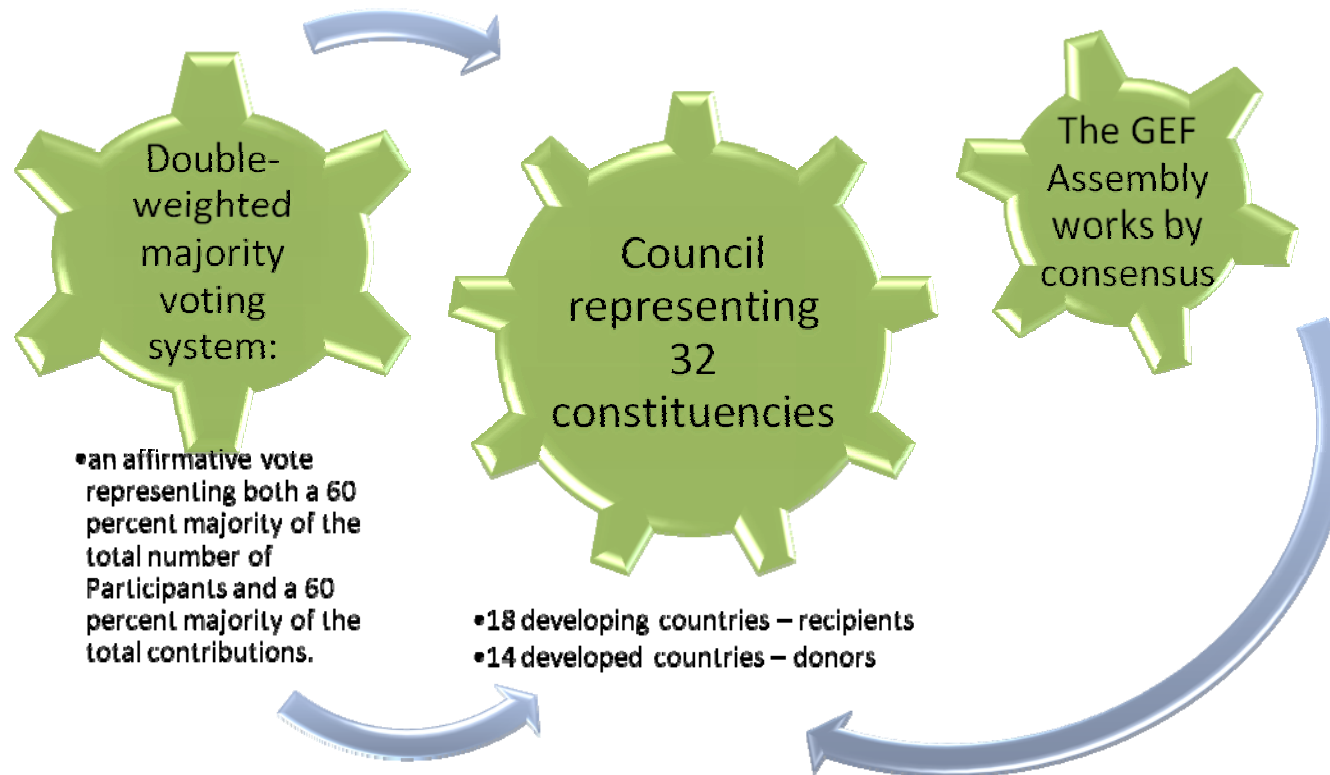 Double-
weighted
majority
voting
system:
•an affirmative vote
representing both a 60
percent majority of the
total number of
Participants and a 60
percent majority of the
total contributions.
Council
representing
32
constituencies
•18 developing countries – recipients
•14 developed countries – donors
The GEF
Assembly
works by
consensus